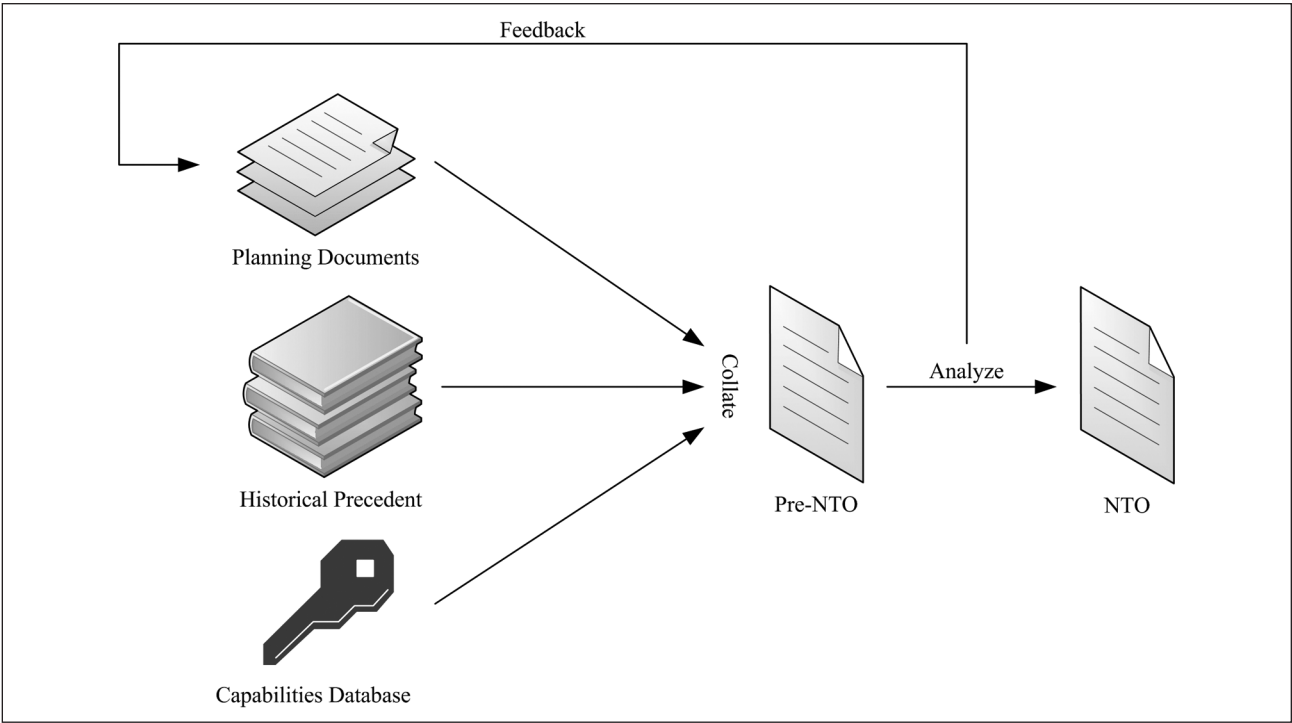 Feedback
Planning Documents
Historical Precedent
Capabilities Database
Collate
Pre-NTO
Analyze
NTO